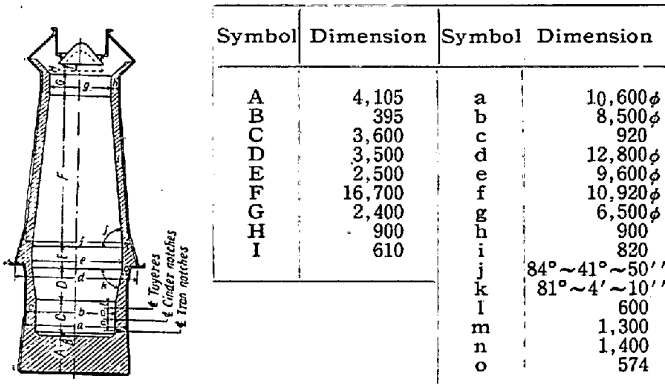 Symbol Dimension Symbol Dimension
A 4,105 a 10,600φ
B 395 b 8,500φ
C 3,600 c 920
D 3,500 d 12,800φ
E 2,500 e 9,600φ
F 16,700 f 10,920φ
G 2,400 g 6,500φ
H 900 h 900
I 610 i 820
j 84°~41°~50′′
k 81°~4′~10′′
l 600
m 1,300
n 1,400
o 574
H
G
g
h
F
j
f
E
e
d
k
D
C
b
a
A
B
℄ Tuyeres
℄ Cinder notches
℄ Iron notches